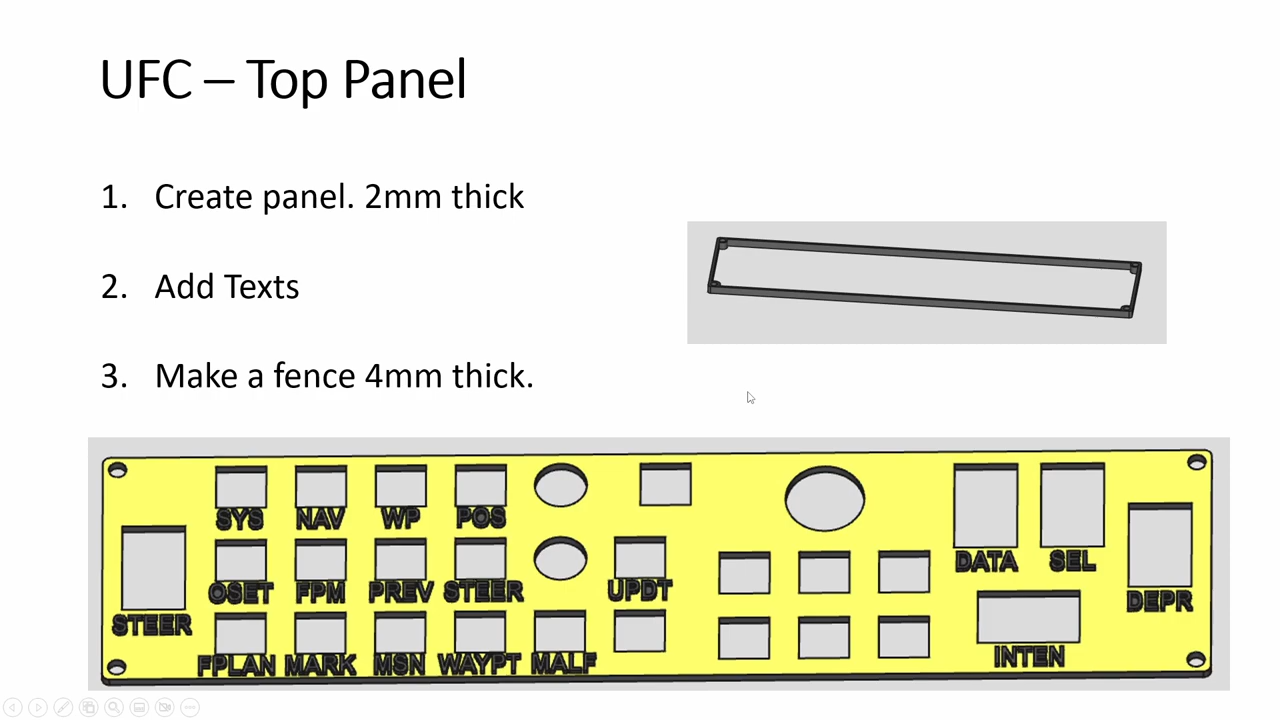 UFC – Top Panel
1. Create panel. 2mm thick
2. Add Texts
3. Make a fence 4mm thick.
SYS NAV WP POS
DATA SEL
OSET FPM PREV STEER UPDT
STEER
DEPR
FPLAN MARK MSN WAYPT MALF
INTEN